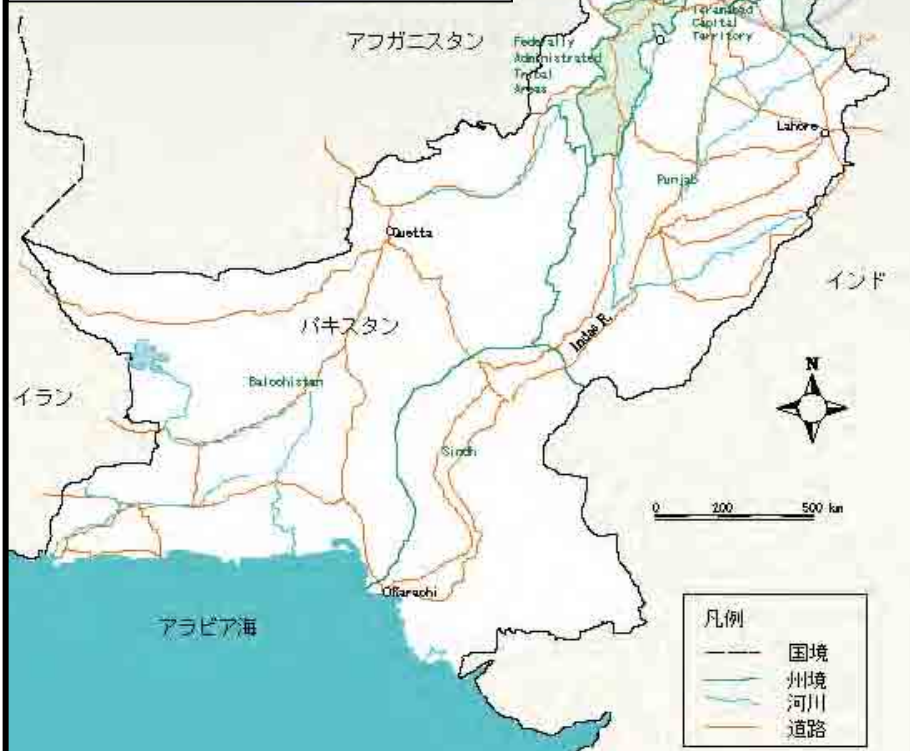 アフガニスタン
Federally
Administrated
Tribal
Areas
Islamabad
Capital
Territory
Lahore
Punjab
Quetta
インド
パキスタン
Indas R.
Balochistan
イラン
N
Sindh
0 200 500 km
Karachi
アラビア海
凡例
国境
州境
河川
道路